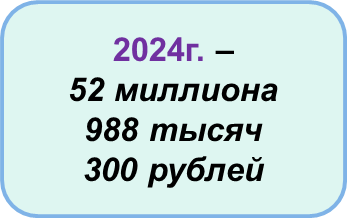 2024г. –
52 миллиона
988 тысяч
300 рублей